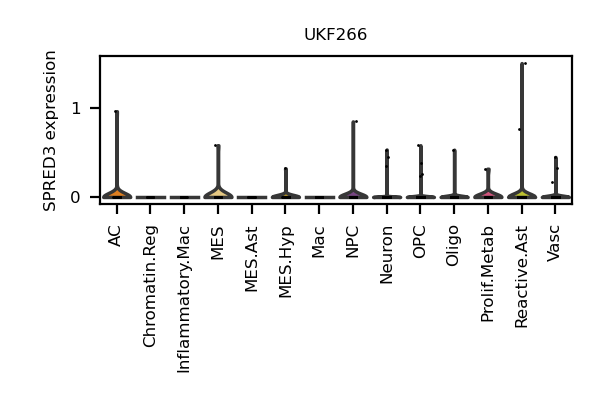 UKF266
SPRED3 expression
1
0
AC
Chromatin.Reg
Inflammatory.Mac
MES
MES.Ast
MES.Hyp
Mac
NPC
Neuron
OPC
Oligo
Prolif.Metab
Reactive.Ast
Vasc